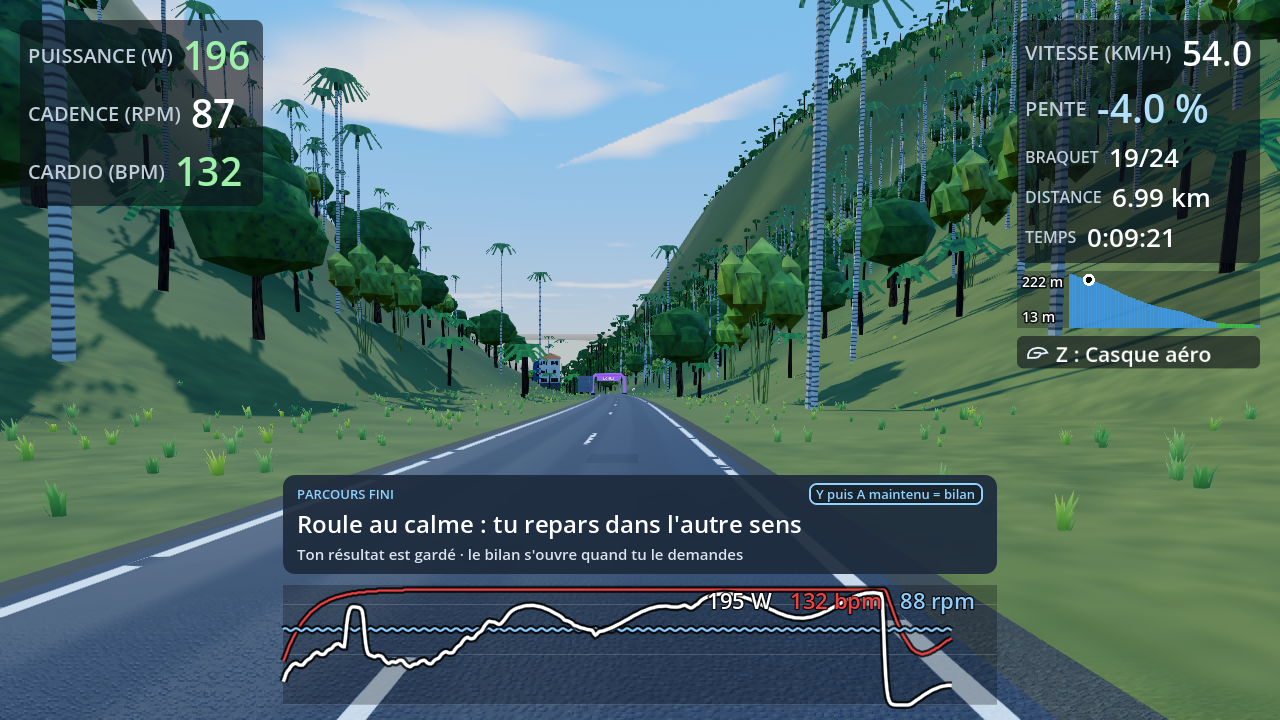 PUISSANCE (W) 196
CADENCE (RPM) 87
CARDIO (BPM) 132
VITESSE (KM/H) 54.0
PENTE -4.0 %
BRAQUET 19/24
DISTANCE 6.99 km
TEMPS 0:09:21
222 m
13 m
Z : Casque aéro
PARCOURS FINI
Y puis A maintenu = bilan
Roule au calme : tu repars dans l'autre sens
Ton résultat est gardé · le bilan s'ouvre quand tu le demandes
195 W 132 bpm 88 rpm